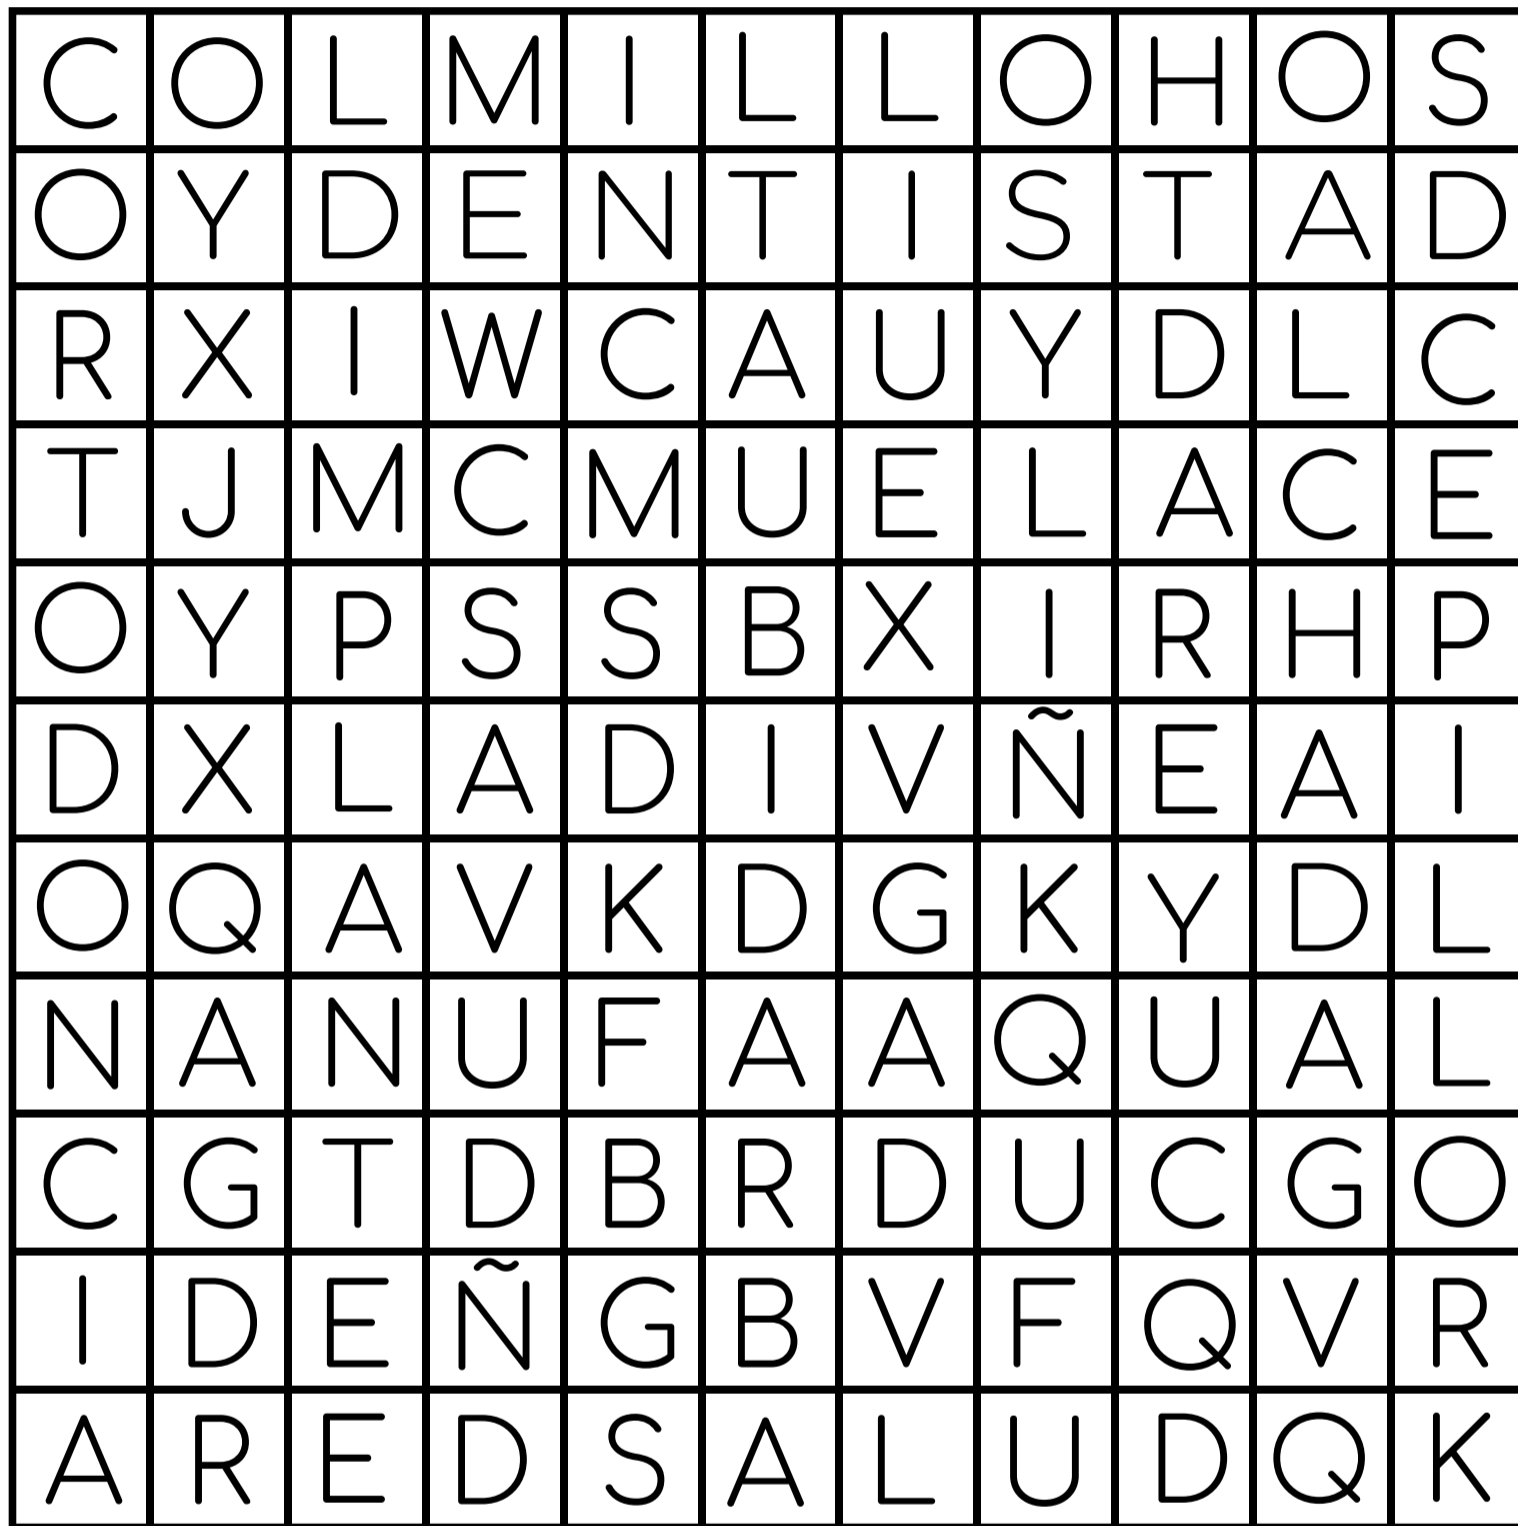 C O L M I L L O H O S
O Y D E N T I S T A D
R X I W C A U Y D L C
T J M C M U E L A C E
O Y P S S B X I R H P
D X L A D I V Ñ E A I
O Q A V K D G K Y D L
N A N U F A A Q U A L
C G T D B R D U C G O
I D E Ñ G B V F Q V R
A R E D S A L U D Q K